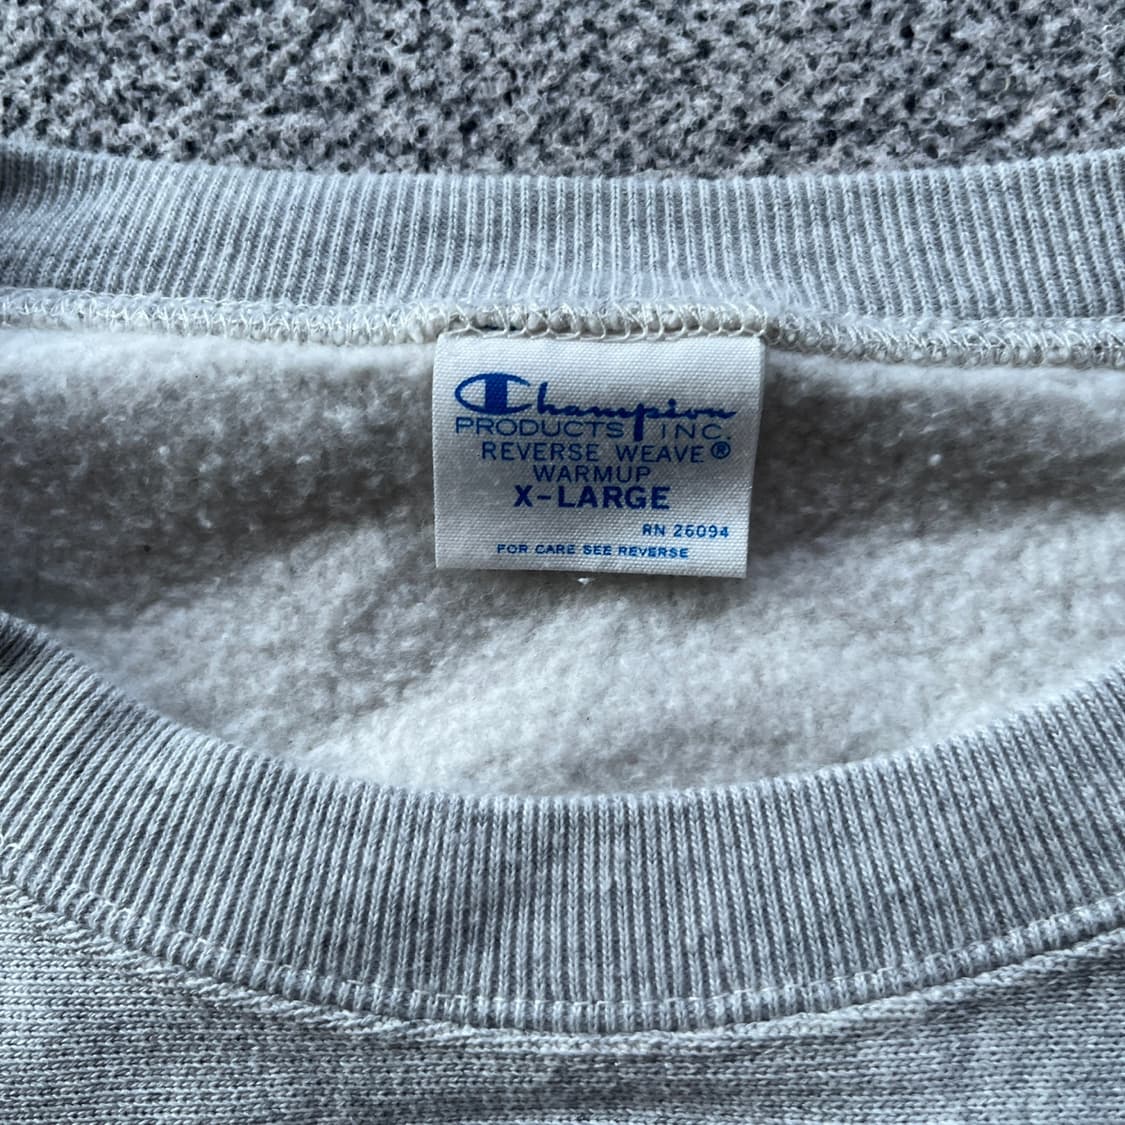 Champion
PRODUCTS INC.
REVERSE WEAVE®
WARMUP
X-LARGE
RN 26094
FOR CARE SEE REVERSE